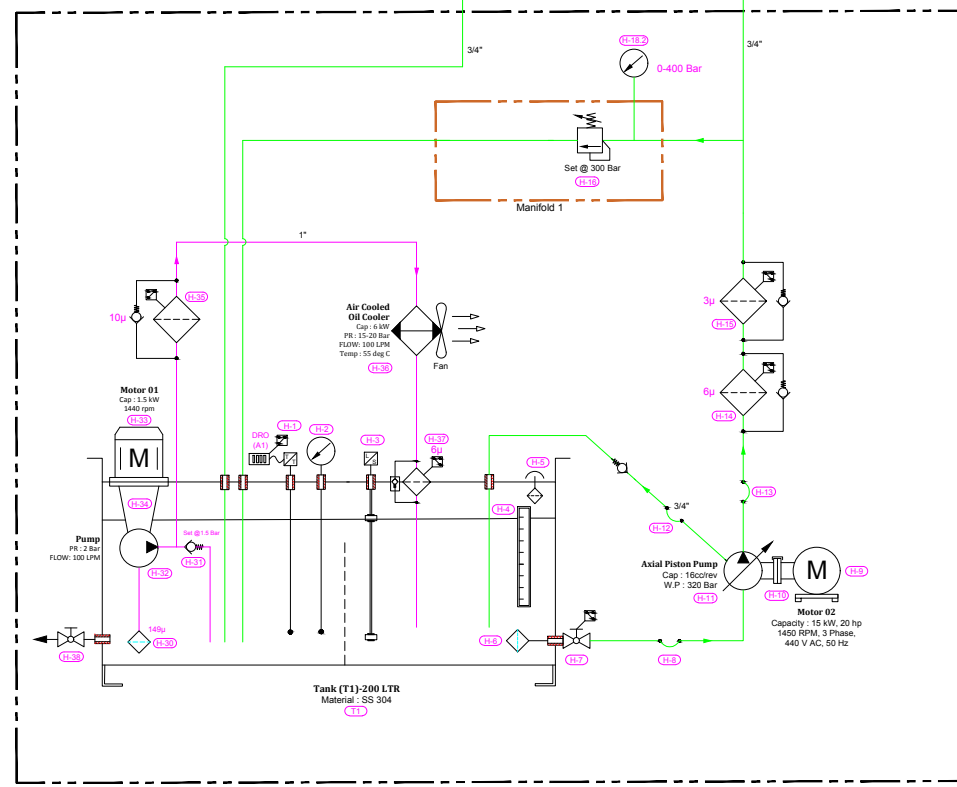 3/4"
3/4"
H-18.2
0-400 Bar
Set @ 300 Bar
H-16
Manifold 1
1"
10μ
H-35
Air Cooled
Oil Cooler
Cap : 6 kW
PR : 15-20 Bar
FLOW: 100 LPM
Temp : 55 deg C
H-36
Fan
3μ
H-15
6μ
H-14
Motor 01
Cap : 1.5 kW
1440 rpm
H-33
M
H-34
DRO
(A1)
H-1
H-2
H-3
L
S
H-37
6μ
H-5
H-4
H-13
3/4"
H-12
Pump
PR : 2 Bar
FLOW: 100 LPM
H-32
Set @1.5 Bar
H-31
Axial Piston Pump
Cap : 16cc/rev
W.P : 320 Bar
H-11
H-10
M
H-9
Motor 02
Capacity : 15 kW, 20 hp
1450 RPM, 3 Phase,
440 V AC, 50 Hz
149μ
H-30
H-38
H-6
H-7
H-8
Tank (T1)-200 LTR
Material : SS 304
T1